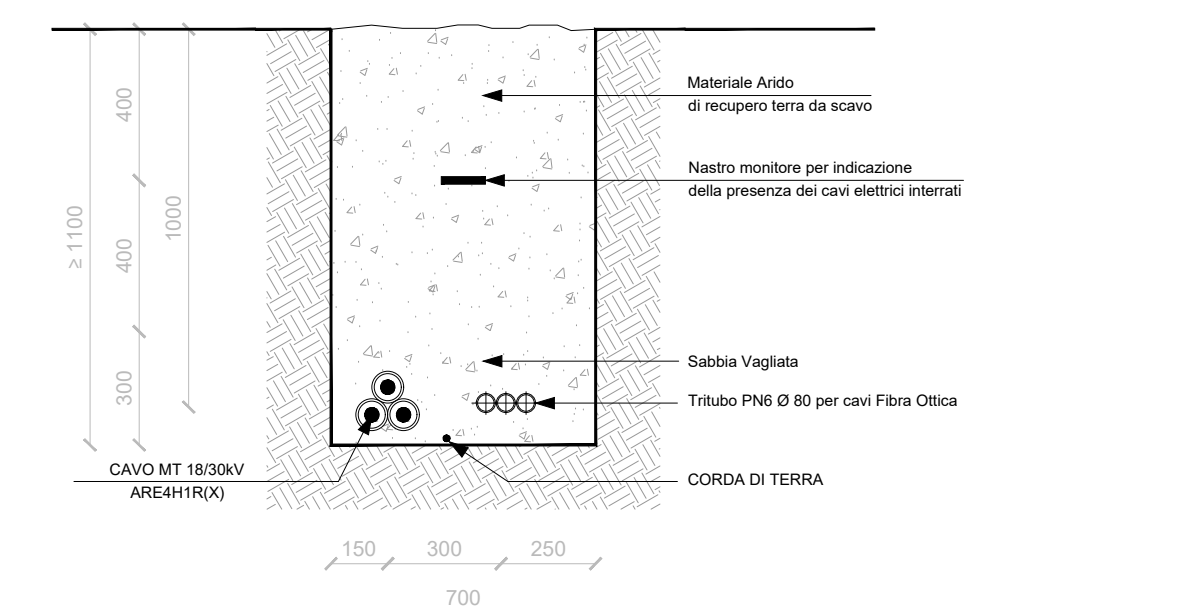 Materiale Arido
di recupero terra da scavo
400
Nastro monitore per indicazione
della presenza dei cavi elettrici interrati
1000
≥ 1100
400
Sabbia Vagliata
300
Tritubo PN6 Ø 80 per cavi Fibra Ottica
CAVO MT 18/30kV
ARE4H1R(X)
CORDA DI TERRA
150
300
250
700